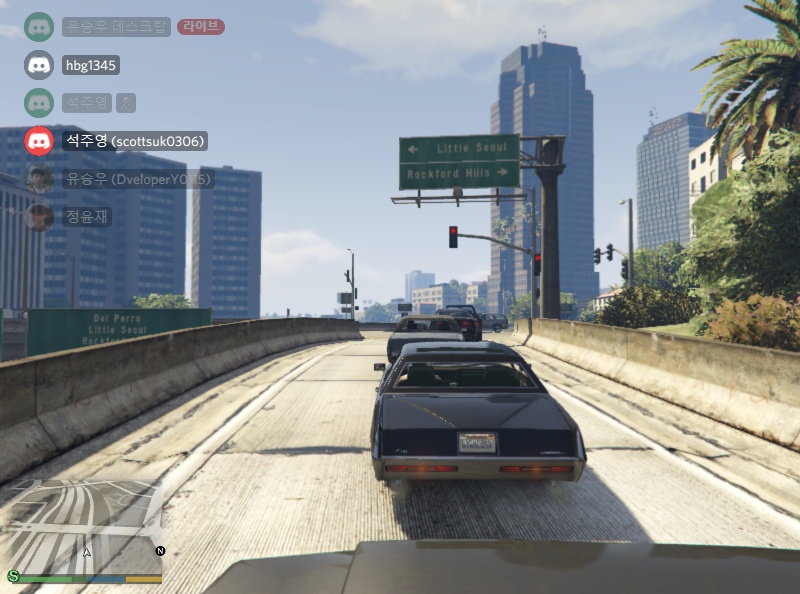 유승우 데스크탑 라이브
hbg1345
석주영
석주영 (scottsuk0306)
유승우 (DveloperY0115)
정윤재
Little Seoul
Rockford Hills
Del Perro
Little Seoul
N
S